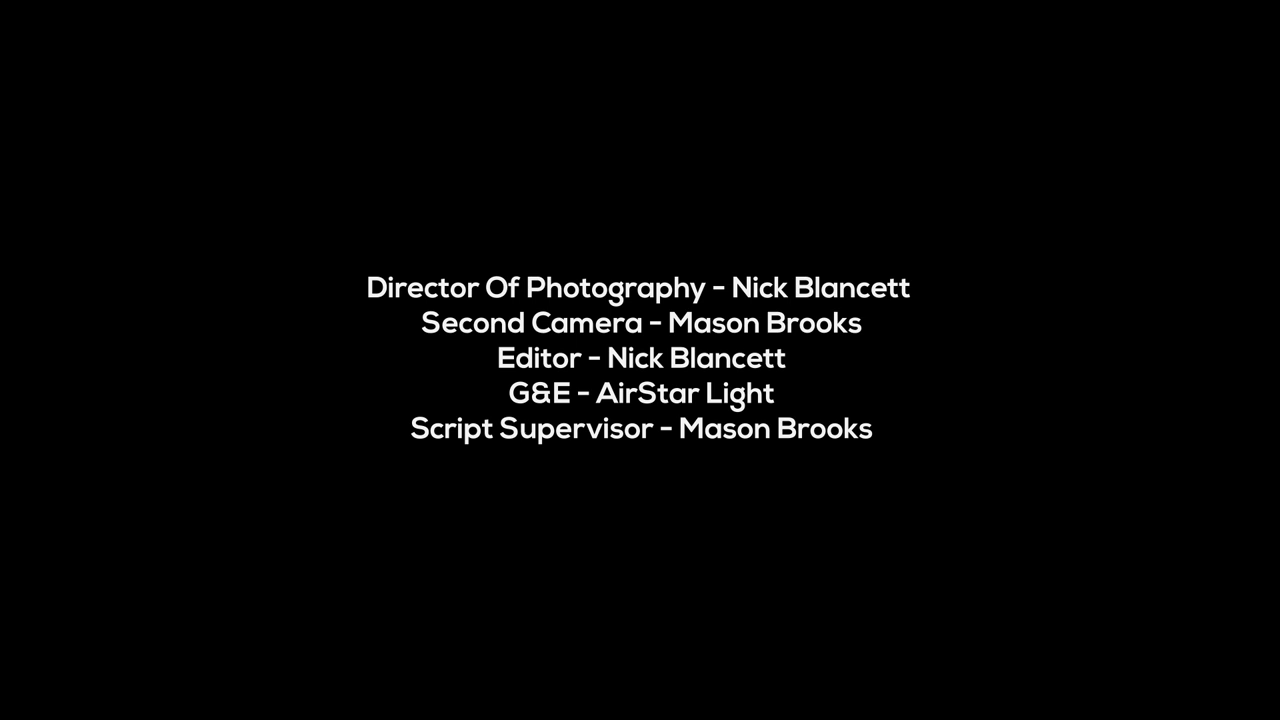 Director Of Photography - Nick Blancett
Second Camera - Mason Brooks
Editor - Nick Blancett
G&E - AirStar Light
Script Supervisor - Mason Brooks